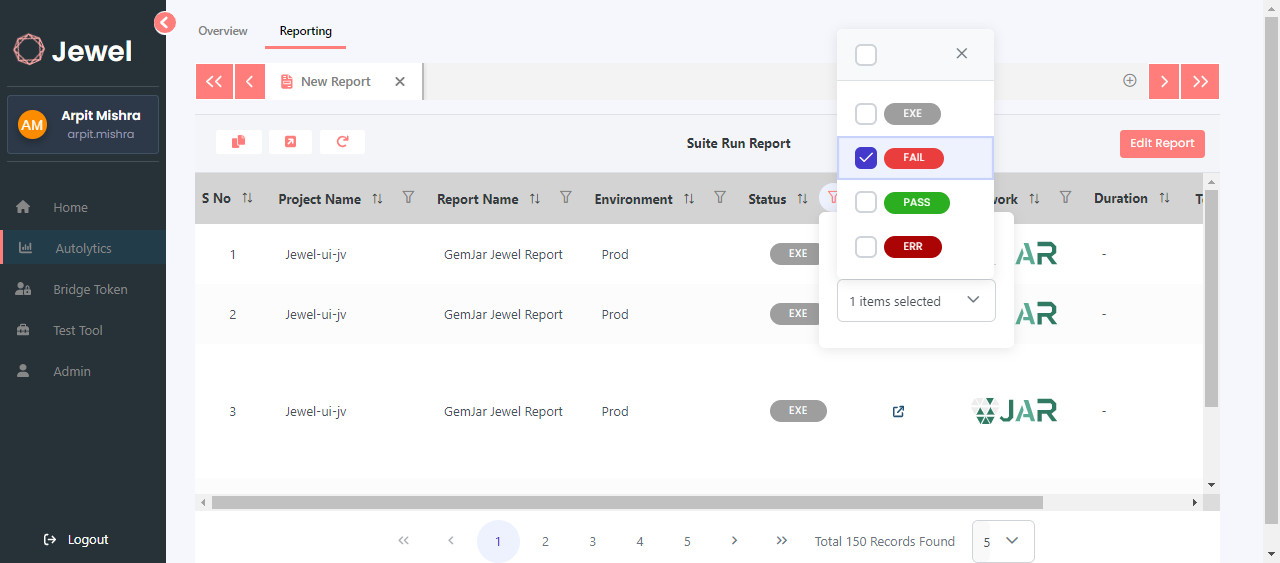 Jewel
AM
Arpit Mishra
arpit.mishra
Home
Autolytics
Bridge Token
Test Tool
Admin
Logout
Overview
Reporting
New Report
Suite Run Report
Edit Report
S No
Project Name
Report Name
Environment
Status
work
Duration
EXE
FAIL
PASS
ERR
1 items selected
1
Jewel-ui-jv
GemJar Jewel Report
Prod
EXE
AR
-
2
Jewel-ui-jv
GemJar Jewel Report
Prod
EXE
AR
-
3
Jewel-ui-jv
GemJar Jewel Report
Prod
EXE
JAR
-
1 2 3 4 5
Total 150 Records Found
5